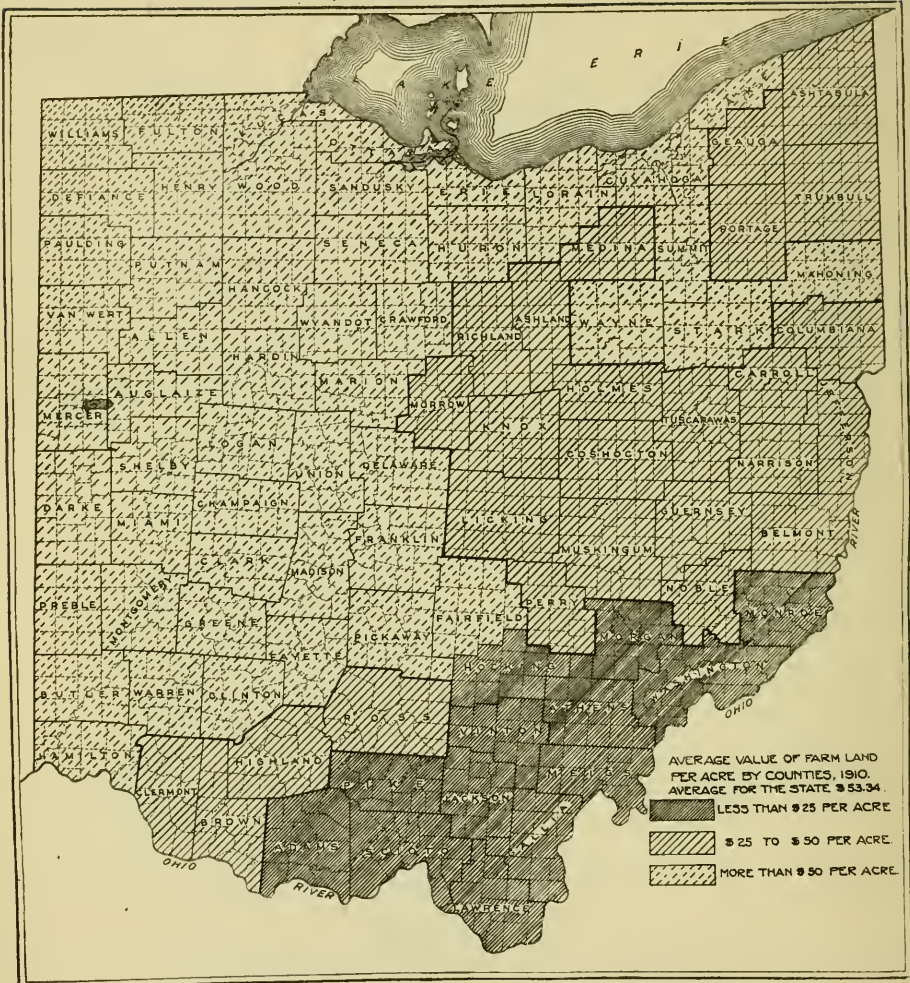 LAKE ERIE
WILLIAMS
FULTON
LUCAS
OTTAWA
LAKE
ASHTABULA
GEAUGA
CUYAHOGA
DEFIANCE
HENRY
WOOD
SANDUSKY
ERIE
LORAIN
TRUMBULL
PAULDING
SENECA
HURON
MEDINA
SUMMIT
PORTAGE
PUTNAM
HANCOCK
MAHONING
VAN WERT
ALLEN
WYANDOT
CRAWFORD
RICHLAND
ASHLAND
WAYNE
STARK
COLUMBIANA
HARDIN
MARION
CARROLL
MERCER
AUGLAIZE
MORROW
HOLMES
JEFFERSON
LOGAN
KNOX
TUSCARAWAS
SHELBY
UNION
DELAWARE
COSHOCTON
HARRISON
DARKE
MIAMI
CHAMPAIGN
LICKING
GUERNSEY
BELMONT
RIVER
FRANKLIN
MUSKINGUM
CLARK
MADISON
PREBLE
MONTGOMERY
GREENE
FAIRFIELD
PERRY
NOBLE
MONROE
FAYETTE
PICKAWAY
MORGAN
BUTLER
WARREN
CLINTON
HOCKING
WASHINGTON
ROSS
ATHENS
OHIO
HAMILTON
HIGHLAND
VINTON
CLERMONT
PIKE
MEIGS
BROWN
JACKSON
ADAMS
SCIOTO
GALLIA
OHIO
RIVER
LAWRENCE
AVERAGE VALUE OF FARM LAND
PER ACRE BY COUNTIES, 1910.
AVERAGE FOR THE STATE $53.34.
LESS THAN $25 PER ACRE
$25 TO $50 PER ACRE.
MORE THAN $50 PER ACRE.